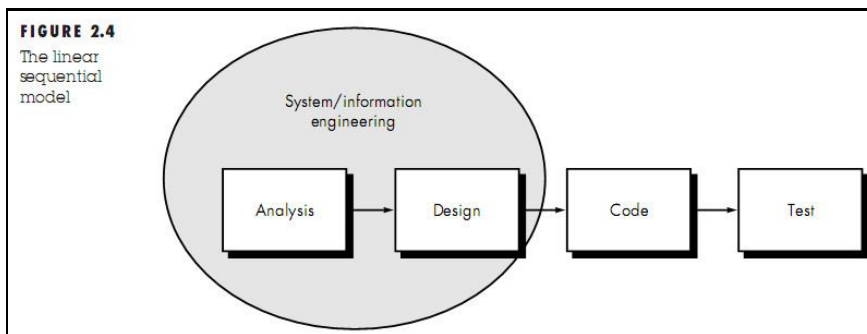 FIGURE 2.4
The linear
sequential
model
System/information
engineering
Analysis
Design
Code
Test